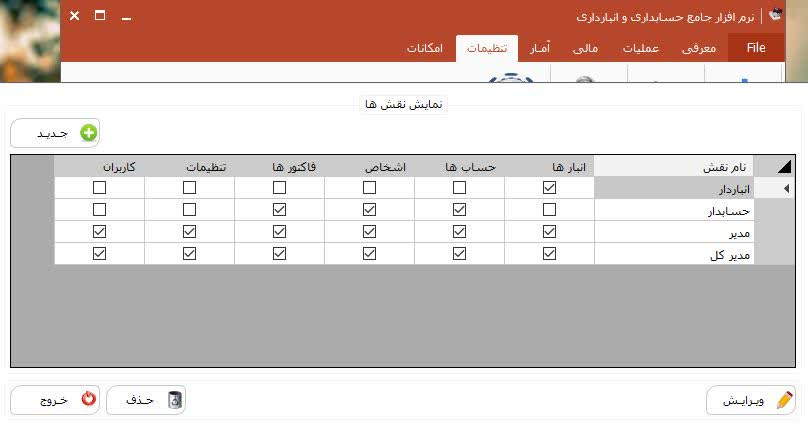 نرم افزار جامع حسابداری و انبارداری
File معرفی عملیات مالی آمار تنظیمات امکانات
نمایش نقش ها
جدید
نام نقش انبار ها حساب ها اشخاص فاکتور ها تنظیمات کاربران
انباردار
حسابدار
مدیر
مدیر کل
ویرایش حذف خروج